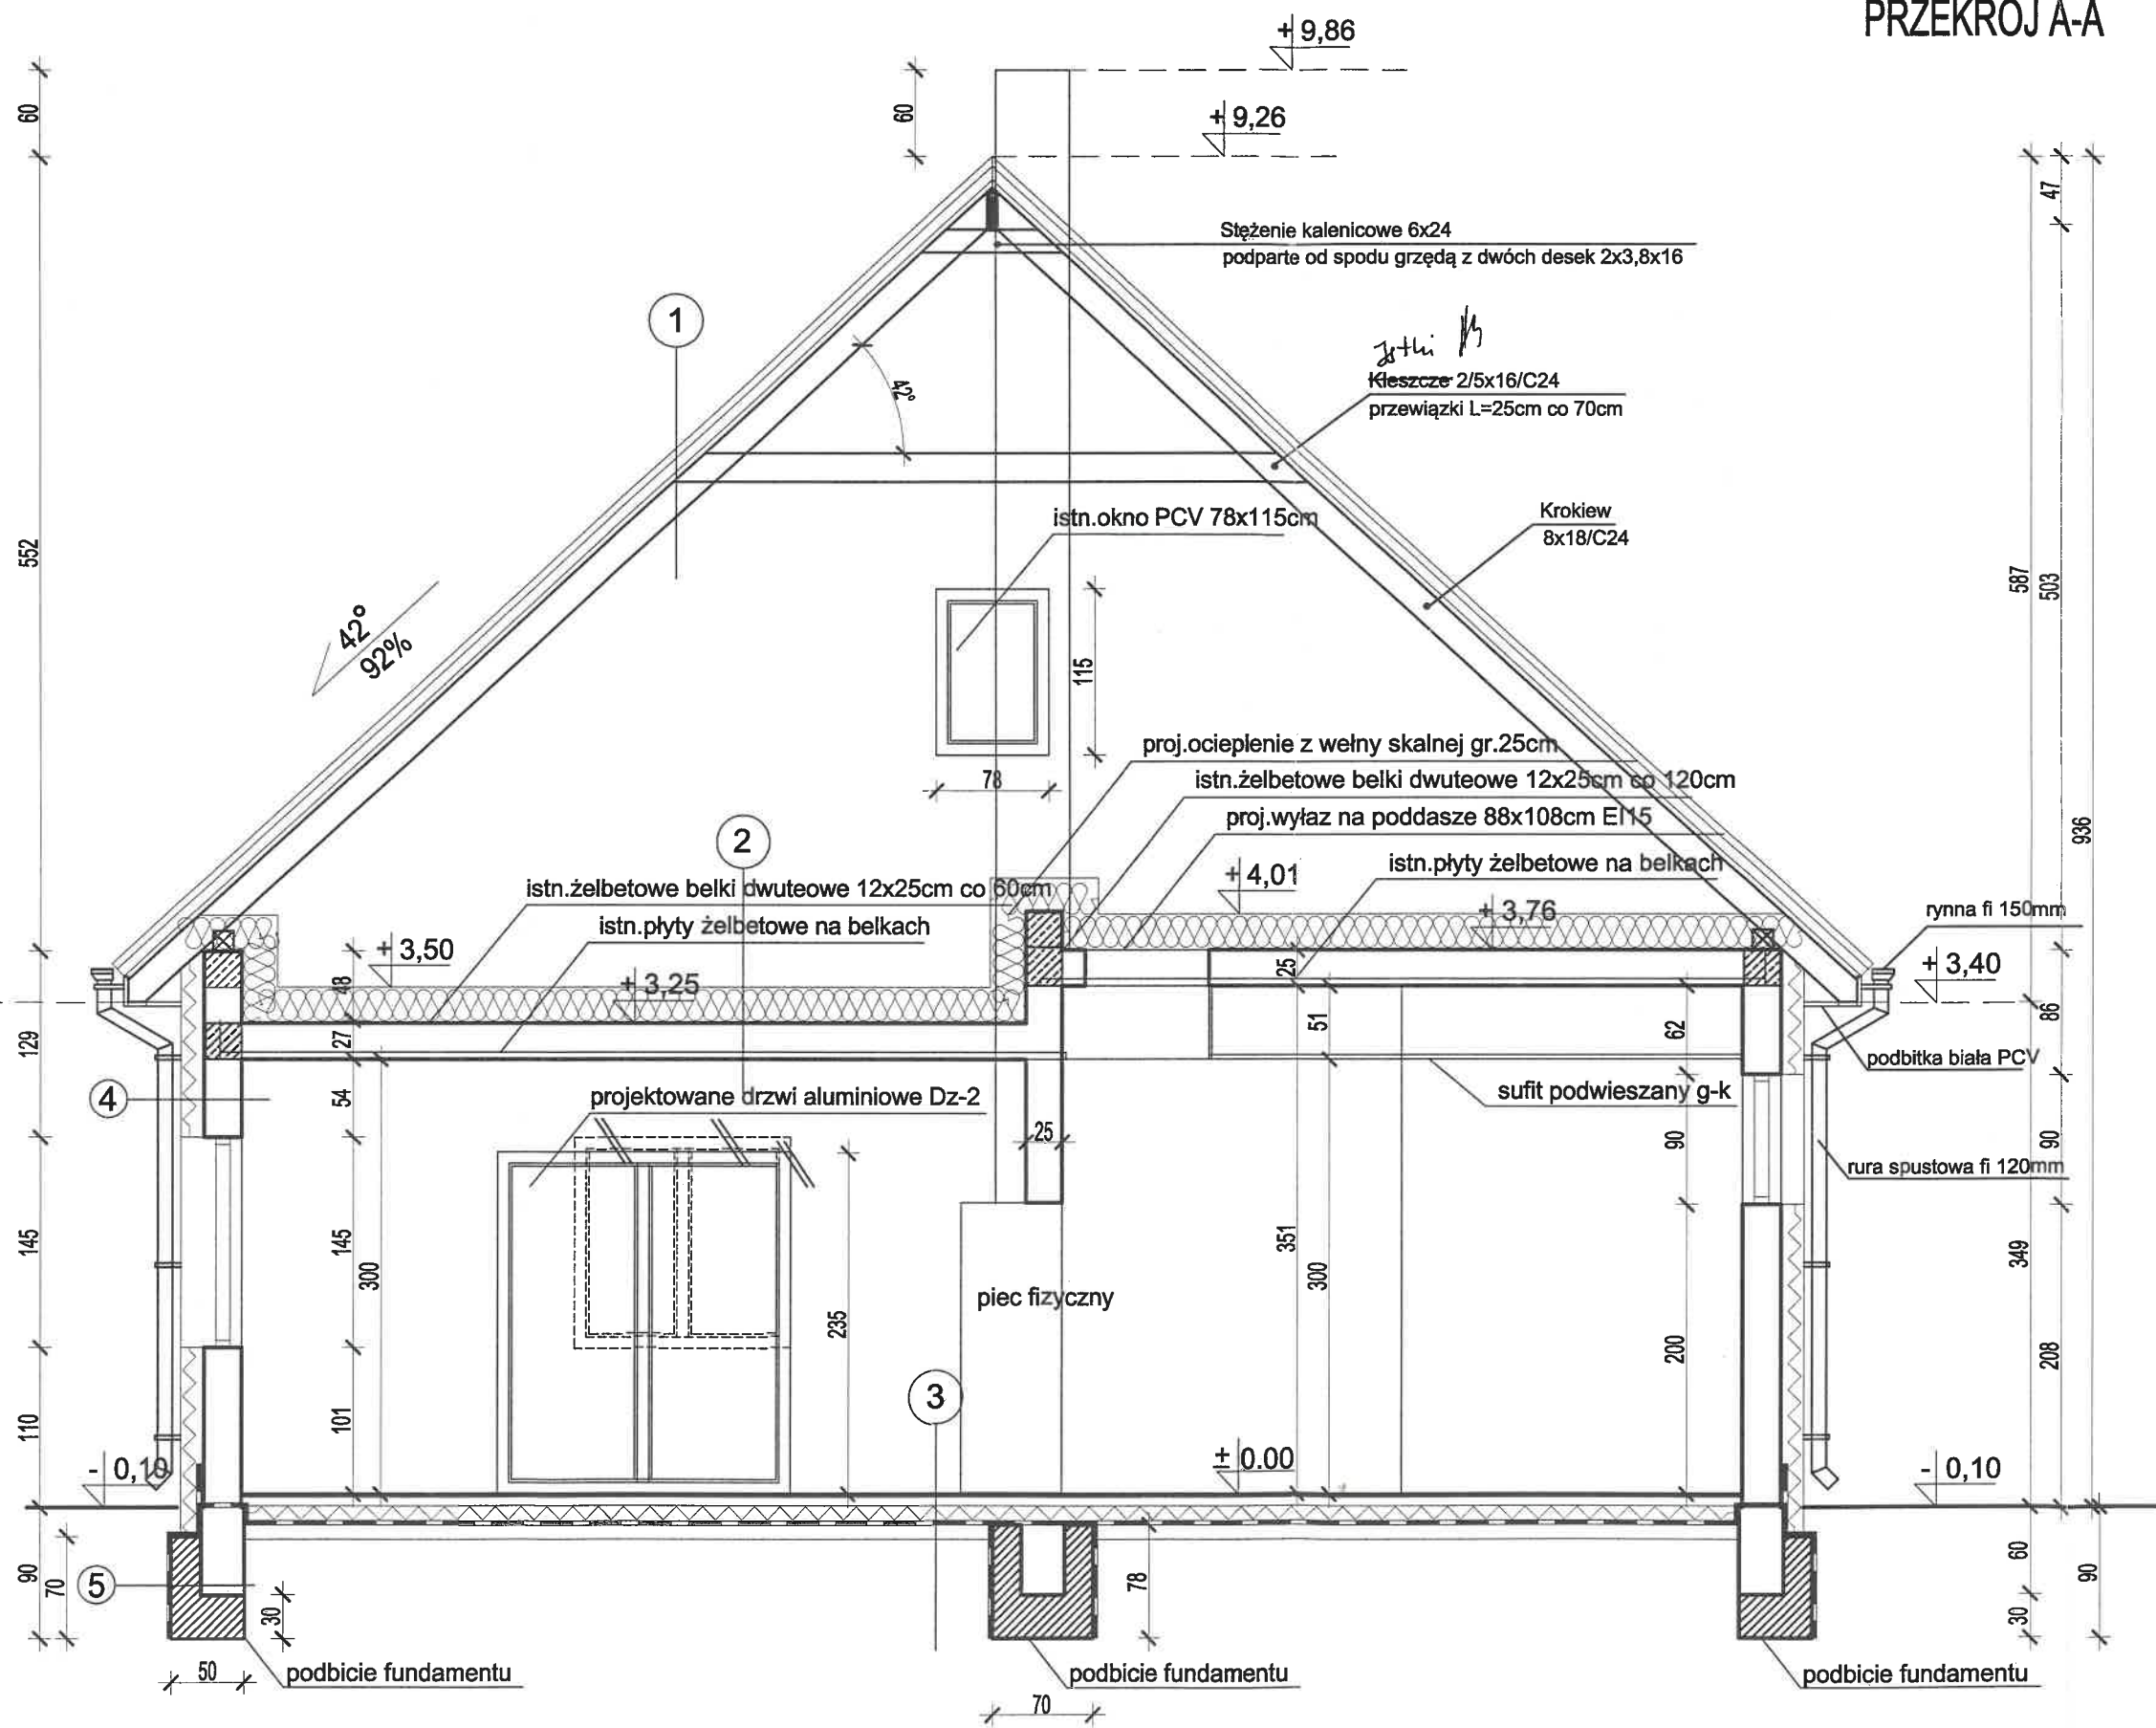 PRZEKRÓJ A-A
+ 9,86
60
60
+ 9,26
47
Stężenie kalenicowe 6x24
podparte od spodu grzędą z dwóch desek 2x3,8x16
1
Kleszcze 2/5x16/C24
przewiązki L=25cm co 70cm
42°
istn.okno PCV 78x115cm
Krokiew
8x18/C24
552
587
503
42°
92%
115
78
proj.ocieplenie z wełny skalnej gr.25cm
istn.żelbetowe belki dwuteowe 12x25cm co 120cm
proj.wyłaz na poddasze 88x108cm EI15
936
2
istn.płyty żelbetowe na belkach
+ 4,01
istn.żelbetowe belki dwuteowe 12x25cm co 60cm
istn.płyty żelbetowe na belkach
+ 3,76
rynna fi 150mm
+ 3,50
+ 3,25
+ 3,40
48
25
86
129
27
51
62
podbitka biała PCV
4
54
projektowane drzwi aluminiowe Dz-2
sufit podwieszany g-k
25
90
90
rura spustowa fi 120mm
145
145
300
235
351
300
349
piec fizyczny
200
208
3
110
101
- 0,10
± 0.00
- 0,10
90
70
5
30
78
60
90
30
50
podbicie fundamentu
podbicie fundamentu
podbicie fundamentu
70